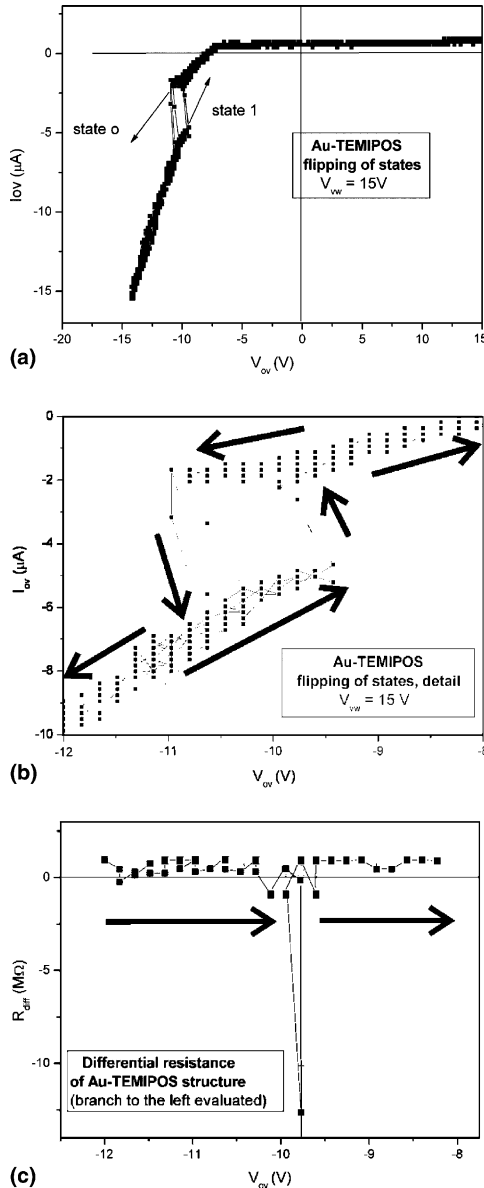 0
-5
-10
-15
Iov (μA)
state o
state 1
Au-TEMIPOS
flipping of states
Vvw = 15V
-20 -15 -10 -5 0 5 10 15
Vov (V)
(a)
0
-2
-4
-6
-8
-10
Iov (μA)
Au-TEMIPOS
flipping of states, detail
Vvw = 15 V
-12 -11 -10 -9 -8
Vov (V)
(b)
5
0
-5
-10
Rdiff (MΩ)
Differential resistance
of Au-TEMIPOS structure
(branch to the left evaluated)
-12 -11 -10 -9 -8
Vov (V)
(c)